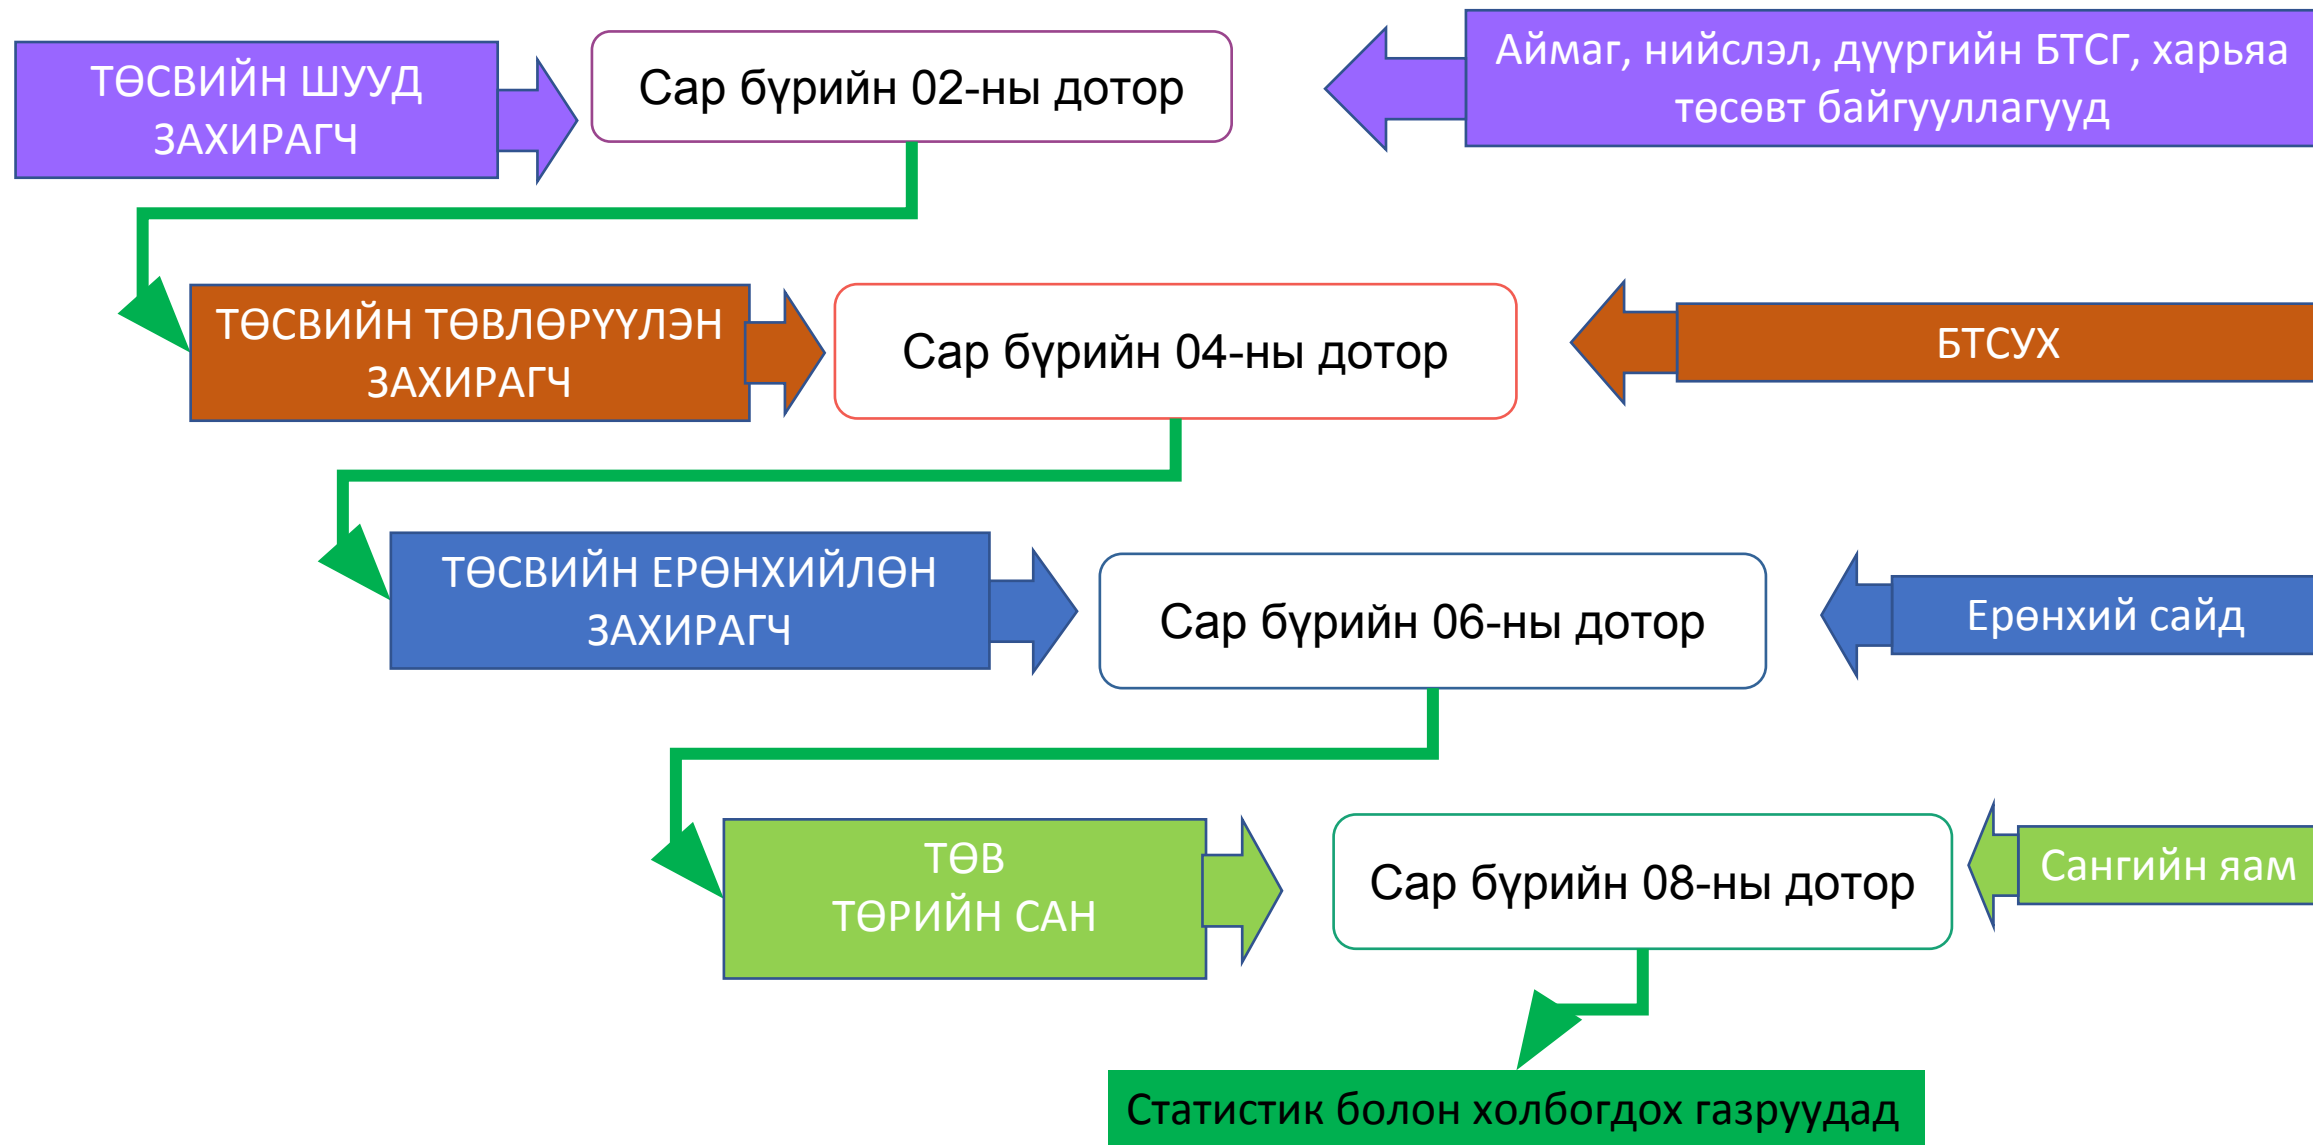 ТӨСВИЙН ШУУД
ЗАХИРАГЧ
Сар бүрийн 02-ны дотор
Аймаг, нийслэл, дүүргийн БТСГ, харьяа
төсөвт байгууллагууд
ТӨСВИЙН ТӨВЛӨРҮҮЛЭН
ЗАХИРАГЧ
Сар бүрийн 04-ны дотор
БТСУХ
ТӨСВИЙН ЕРӨНХИЙЛӨН
ЗАХИРАГЧ
Сар бүрийн 06-ны дотор
Ерөнхий сайд
ТӨВ
ТӨРИЙН САН
Сар бүрийн 08-ны дотор
Сангийн яам
Статистик болон холбогдох газруудад